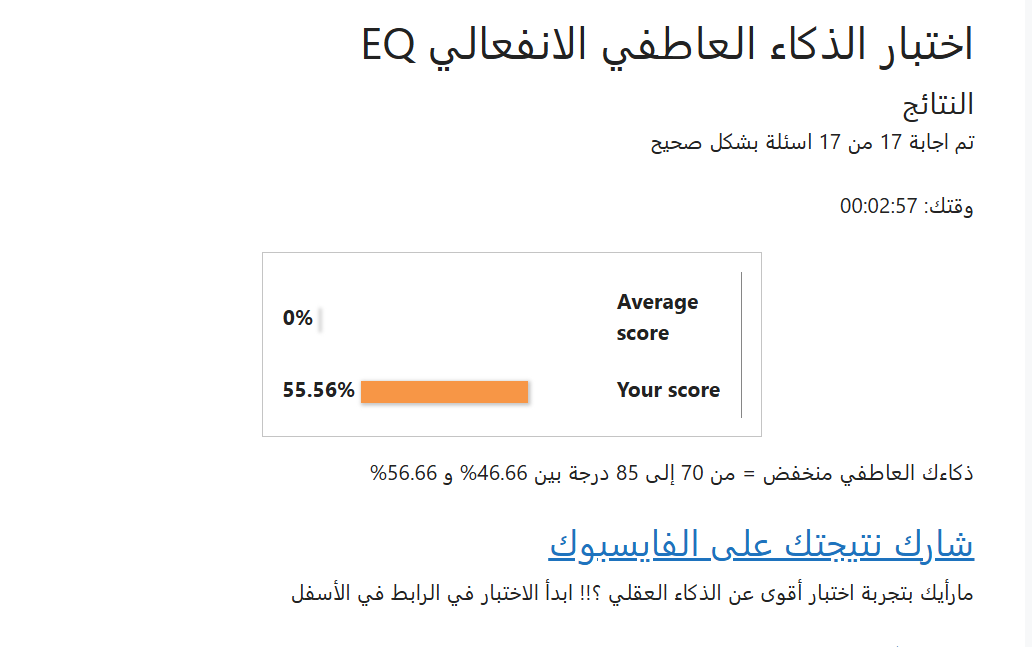 اختبار الذكاء العاطفي الانفعالي EQ
النتائج
تم اجابة 17 من 17 اسئلة بشكل صحيح
وقتك: 00:02:57
Average score
0%
Your score
55.56%
ذكاءك العاطفي منخفض = من 70 إلى 85 درجة بين 46.66% و 56.66%
شارك نتيجتك على الفايسبوك
مارأيك بتجربة اختبار أقوى عن الذكاء العقلي ؟!! ابدأ الاختبار في الرابط في الأسفل